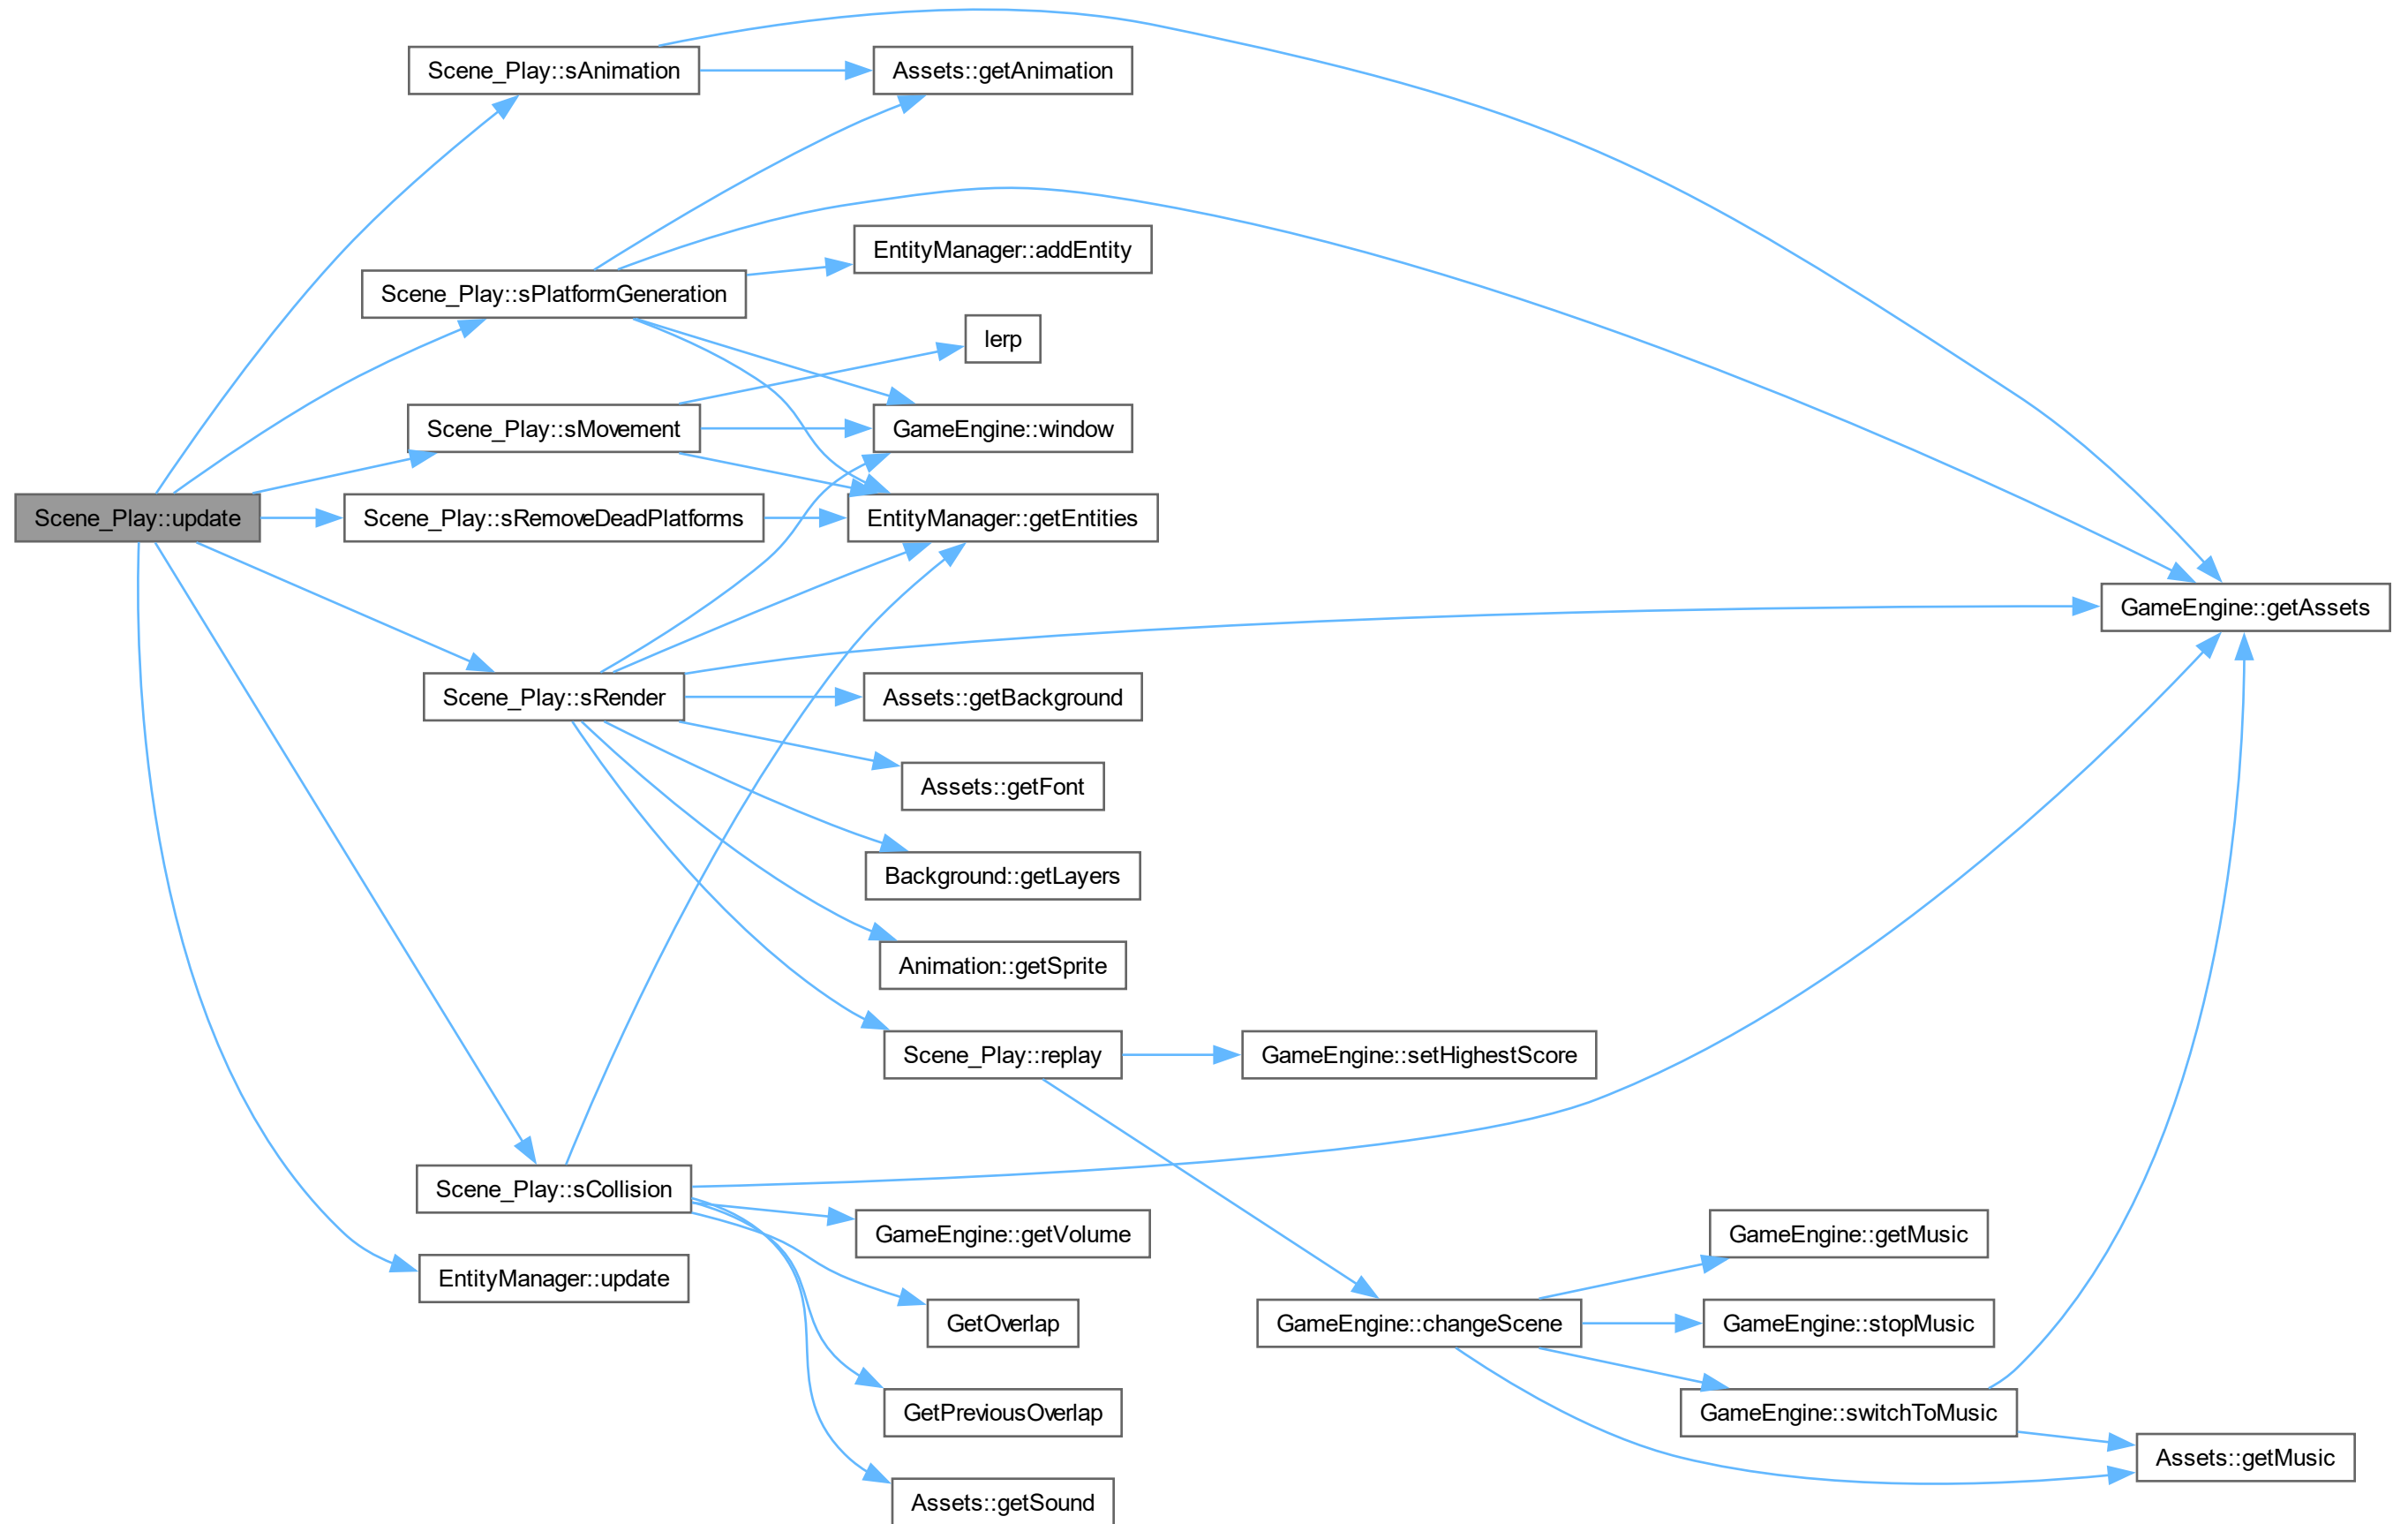 Scene_Play::sAnimation
Assets::getAnimation
EntityManager::addEntity
Scene_Play::sPlatformGeneration
lerp
Scene_Play::sMovement
GameEngine::window
Scene_Play::update
Scene_Play::sRemoveDeadPlatforms
EntityManager::getEntities
GameEngine::getAssets
Scene_Play::sRender
Assets::getBackground
Assets::getFont
Background::getLayers
Animation::getSprite
Scene_Play::replay
GameEngine::setHighestScore
Scene_Play::sCollision
GameEngine::getVolume
GameEngine::getMusic
EntityManager::update
GetOverlap
GameEngine::changeScene
GameEngine::stopMusic
GetPreviousOverlap
GameEngine::switchToMusic
Assets::getMusic
Assets::getSound